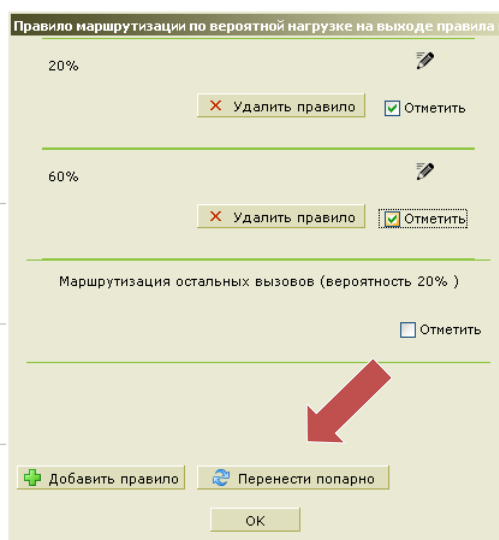 Правило маршрутизации по вероятной нагрузке на выходе правила
20%
Удалить правило Отметить
60%
Удалить правило Отметить
Маршрутизация остальных вызовов (вероятность 20% )
Отметить
Добавить правило Перенести попарно
OK